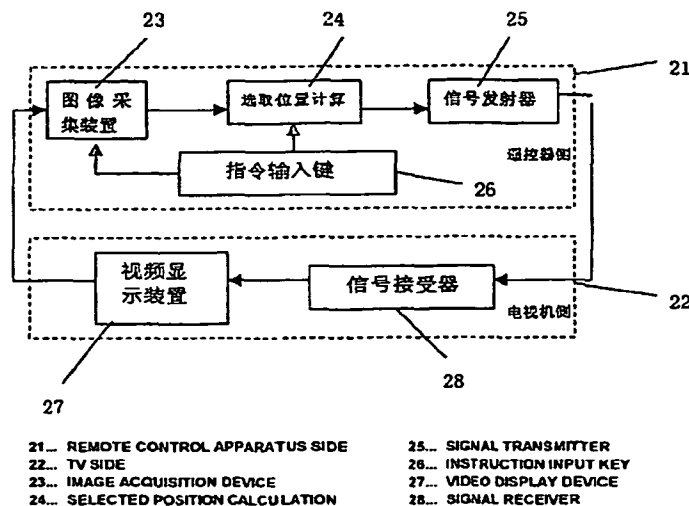 23
24
25
21
图像采
集装置
选取位置计算
信号发射器
遥控器侧
指令输入键
26
视频显
示装置
信号接受器
电视机侧
22
27
28
21... REMOTE CONTROL APPARATUS SIDE
22... TV SIDE
23... IMAGE ACQUISITION DEVICE
24... SELECTED POSITION CALCULATION
25... SIGNAL TRANSMITTER
26... INSTRUCTION INPUT KEY
27... VIDEO DISPLAY DEVICE
28... SIGNAL RECEIVER